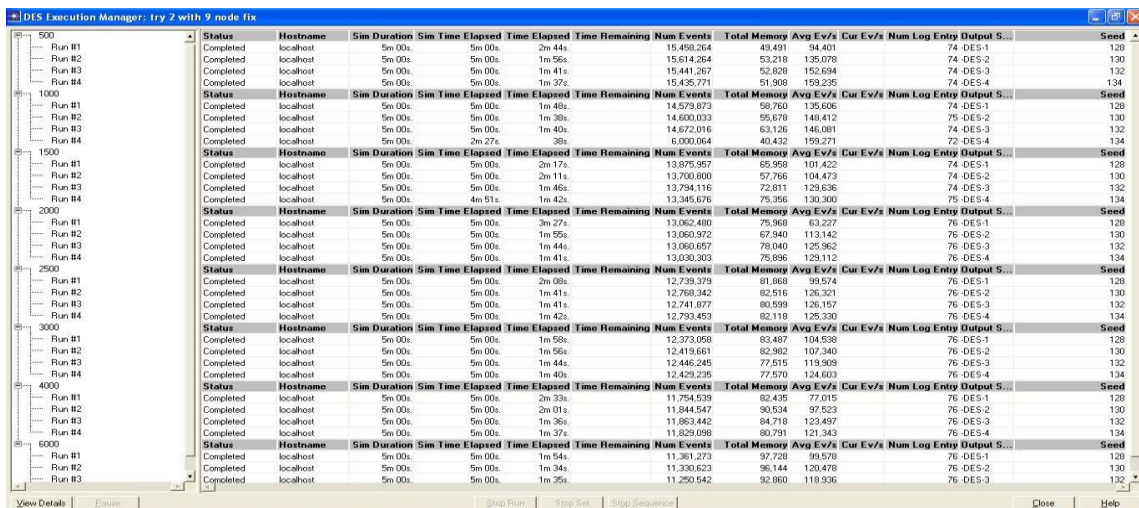 DES Execution Manager: try 2 with 9 node fix
500 Status Hostname Sim Duration Sim Time Elapsed Time Elapsed Time Remaining Num Events Total Memory Avg Ev/s Cur Ev/s Num Log Entry Output S... Seed
Run #1 Completed localhost 5m 00s. 5m 00s. 2m 44s. 15,458,264 49,491 94,401 74 -DES-1 128
Run #2 Completed localhost 5m 00s. 5m 00s. 1m 56s. 15,614,264 53,218 135,078 74 -DES-2 130
Run #3 Completed localhost 5m 00s. 5m 00s. 1m 41s. 15,441,267 52,828 152,694 74 -DES-3 132
Run #4 Completed localhost 5m 00s. 5m 00s. 1m 37s. 15,435,771 51,908 159,235 74 -DES-4 134
1000 Status Hostname Sim Duration Sim Time Elapsed Time Elapsed Time Remaining Num Events Total Memory Avg Ev/s Cur Ev/s Num Log Entry Output S... Seed
Run #1 Completed localhost 5m 00s. 5m 00s. 1m 48s. 14,579,873 58,760 135,606 74 -DES-1 128
Run #2 Completed localhost 5m 00s. 5m 00s. 1m 38s. 14,600,033 55,678 148,412 75 -DES-2 130
Run #3 Completed localhost 5m 00s. 5m 00s. 1m 40s. 14,672,016 63,126 146,081 74 -DES-3 132
Run #4 Completed localhost 5m 00s. 2m 27s. 38s. 6,000,064 40,432 159,271 72 -DES-4 134
1500 Status Hostname Sim Duration Sim Time Elapsed Time Elapsed Time Remaining Num Events Total Memory Avg Ev/s Cur Ev/s Num Log Entry Output S... Seed
Run #1 Completed localhost 5m 00s. 5m 00s. 2m 17s. 13,875,957 65,958 101,422 74 -DES-1 128
Run #2 Completed localhost 5m 00s. 5m 00s. 2m 11s. 13,700,800 57,766 104,473 74 -DES-2 130
Run #3 Completed localhost 5m 00s. 5m 00s. 1m 46s. 13,794,116 72,811 129,636 74 -DES-3 132
Run #4 Completed localhost 5m 00s. 4m 51s. 1m 42s. 13,345,676 75,356 130,300 75 -DES-4 134
2000 Status Hostname Sim Duration Sim Time Elapsed Time Elapsed Time Remaining Num Events Total Memory Avg Ev/s Cur Ev/s Num Log Entry Output S... Seed
Run #1 Completed localhost 5m 00s. 5m 00s. 3m 27s. 13,062,480 75,968 63,227 76 -DES-1 128
Run #2 Completed localhost 5m 00s. 5m 00s. 1m 55s. 13,060,972 67,940 113,142 76 -DES-2 130
Run #3 Completed localhost 5m 00s. 5m 00s. 1m 44s. 13,060,657 78,040 125,962 76 -DES-3 132
Run #4 Completed localhost 5m 00s. 5m 00s. 1m 41s. 13,030,303 75,896 129,112 76 -DES-4 134
2500 Status Hostname Sim Duration Sim Time Elapsed Time Elapsed Time Remaining Num Events Total Memory Avg Ev/s Cur Ev/s Num Log Entry Output S... Seed
Run #1 Completed localhost 5m 00s. 5m 00s. 2m 08s. 12,739,379 81,868 99,574 76 -DES-1 128
Run #2 Completed localhost 5m 00s. 5m 00s. 1m 41s. 12,768,342 82,516 126,321 76 -DES-2 130
Run #3 Completed localhost 5m 00s. 5m 00s. 1m 41s. 12,741,877 80,599 126,157 76 -DES-3 132
Run #4 Completed localhost 5m 00s. 5m 00s. 1m 42s. 12,793,453 82,118 125,330 76 -DES-4 134
3000 Status Hostname Sim Duration Sim Time Elapsed Time Elapsed Time Remaining Num Events Total Memory Avg Ev/s Cur Ev/s Num Log Entry Output S... Seed
Run #1 Completed localhost 5m 00s. 5m 00s. 1m 58s. 12,373,058 83,487 104,538 76 -DES-1 128
Run #2 Completed localhost 5m 00s. 5m 00s. 1m 56s. 12,419,661 82,982 107,340 76 -DES-2 130
Run #3 Completed localhost 5m 00s. 5m 00s. 1m 44s. 12,446,245 77,515 119,909 76 -DES-3 132
Run #4 Completed localhost 5m 00s. 5m 00s. 1m 40s. 12,429,235 77,570 124,603 76 -DES-4 134
4000 Status Hostname Sim Duration Sim Time Elapsed Time Elapsed Time Remaining Num Events Total Memory Avg Ev/s Cur Ev/s Num Log Entry Output S... Seed
Run #1 Completed localhost 5m 00s. 5m 00s. 2m 33s. 11,754,539 82,435 77,015 76 -DES-1 128
Run #2 Completed localhost 5m 00s. 5m 00s. 2m 01s. 11,844,547 90,534 97,523 76 -DES-2 130
Run #3 Completed localhost 5m 00s. 5m 00s. 1m 36s. 11,863,442 84,718 123,497 76 -DES-3 132
Run #4 Completed localhost 5m 00s. 5m 00s. 1m 37s. 11,829,098 80,791 121,343 76 -DES-4 134
6000 Status Hostname Sim Duration Sim Time Elapsed Time Elapsed Time Remaining Num Events Total Memory Avg Ev/s Cur Ev/s Num Log Entry Output S... Seed
Run #1 Completed localhost 5m 00s. 5m 00s. 1m 54s. 11,361,273 97,728 99,578 76 -DES-1 128
Run #2 Completed localhost 5m 00s. 5m 00s. 1m 34s. 11,330,623 96,144 120,478 76 -DES-2 130
Run #3 Completed localhost 5m 00s. 5m 00s. 1m 35s. 11,250,542 92,860 118,936 76 -DES-3 132
View Details Pause Stop Run Stop Set Stop Sequence Close Help